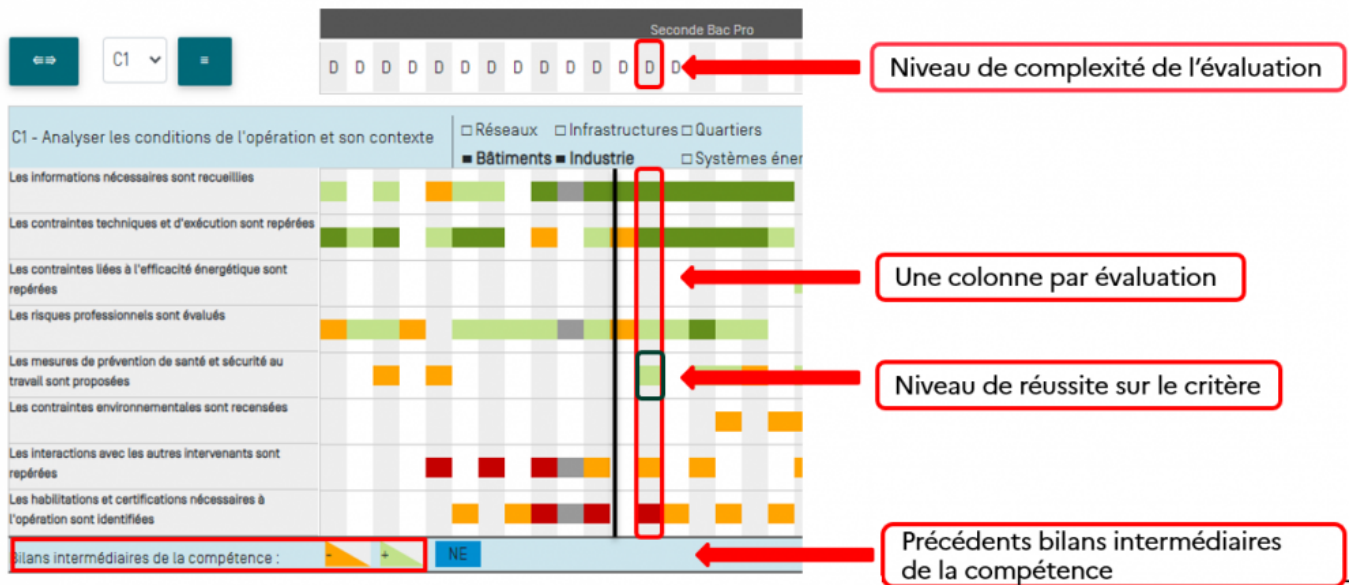 Seconde Bac Pro
⇐⇒ C1 ≡
D D D D D D D D D D D D D D
Niveau de complexité de l'évaluation
C1 - Analyser les conditions de l'opération et son contexte
□ Réseaux □ Infrastructures □ Quartiers
■ Bâtiments ■ Industrie □ Systèmes éner
Les informations nécessaires sont recueillies
Les contraintes techniques et d'exécution sont repérées
Les contraintes liées à l'efficacité énergétique sont
repérées
Une colonne par évaluation
Les risques professionnels sont évalués
Les mesures de prévention de santé et sécurité au
travail sont proposées
Niveau de réussite sur le critère
Les contraintes environnementales sont recensées
Les interactions avec les autres intervenants sont
repérées
Les habilitations et certifications nécessaires à
l'opération sont identifiées
Bilans intermédiaires de la compétence : - + NE
Précédents bilans intermédiaires
de la compétence